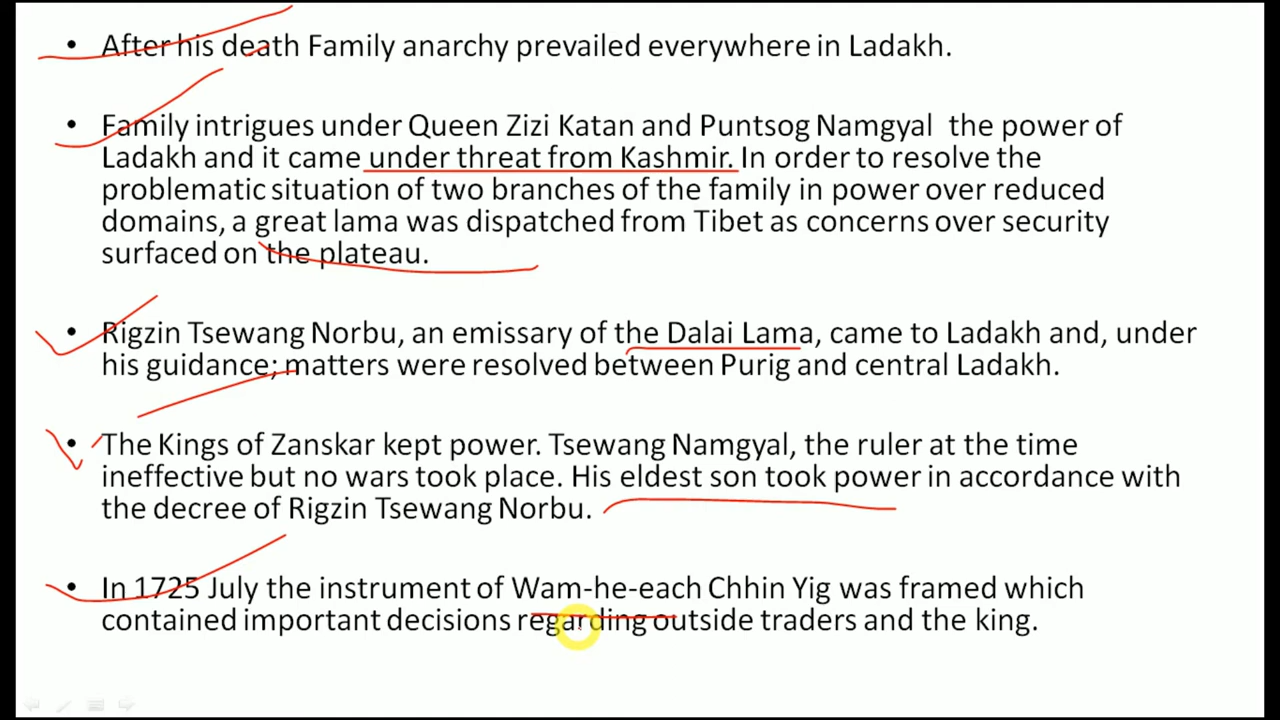 • After his death Family anarchy prevailed everywhere in Ladakh.
• Family intrigues under Queen Zizi Katan and Puntsog Namgyal the power of
Ladakh and it came under threat from Kashmir. In order to resolve the
problematic situation of two branches of the family in power over reduced
domains, a great lama was dispatched from Tibet as concerns over security
surfaced on the plateau.
• Rigzin Tsewang Norbu, an emissary of the Dalai Lama, came to Ladakh and, under
his guidance; matters were resolved between Purig and central Ladakh.
• The Kings of Zanskar kept power. Tsewang Namgyal, the ruler at the time
ineffective but no wars took place. His eldest son took power in accordance with
the decree of Rigzin Tsewang Norbu.
• In 1725 July the instrument of Wam-he-each Chhin Yig was framed which
contained important decisions regarding outside traders and the king.